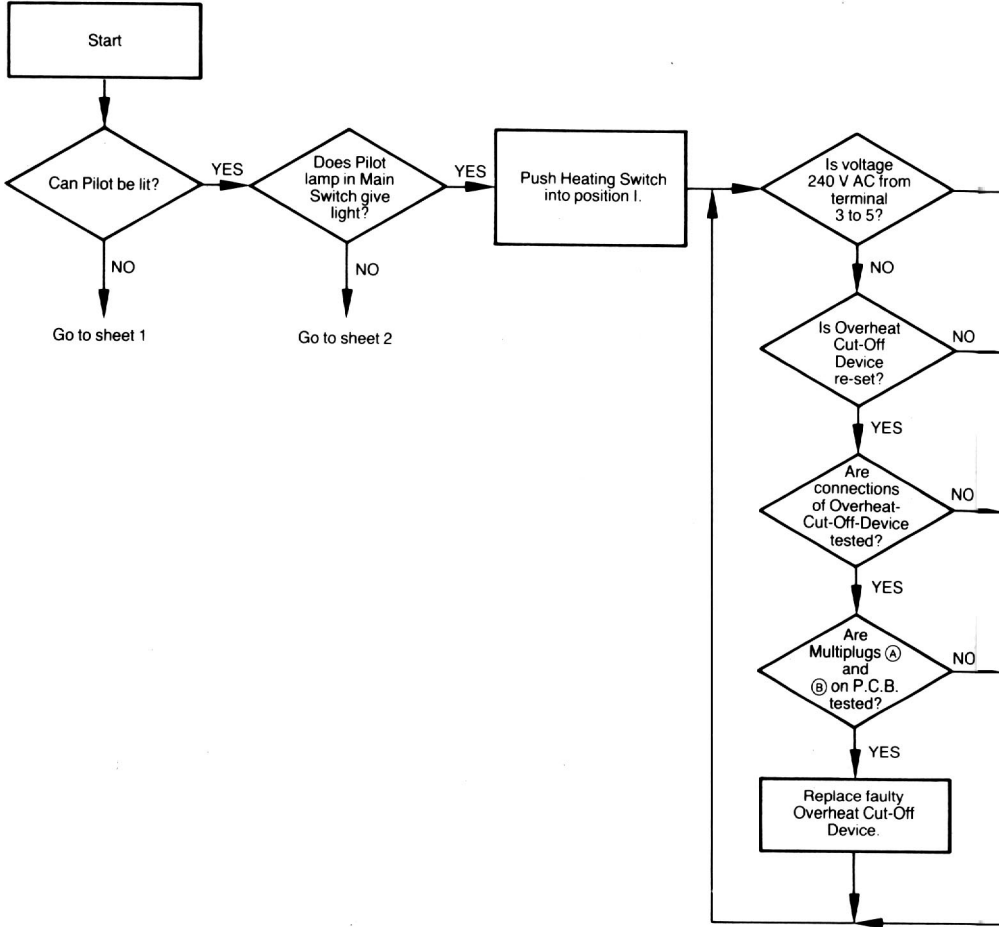 Start
Can Pilot be lit?
YES
NO
Go to sheet 1
Does Pilot
lamp in Main
Switch give
light?
YES
NO
Go to sheet 2
Push Heating Switch
into position I.
Is voltage
240 V AC from
terminal
3 to 5?
NO
Is Overheat
Cut-Off
Device
re-set?
NO
YES
Are
connections
of Overheat-
Cut-Off-Device
tested?
NO
YES
Are
Multiplugs Ⓐ
and
Ⓑ on P.C.B.
tested?
NO
YES
Replace faulty
Overheat Cut-Off
Device.